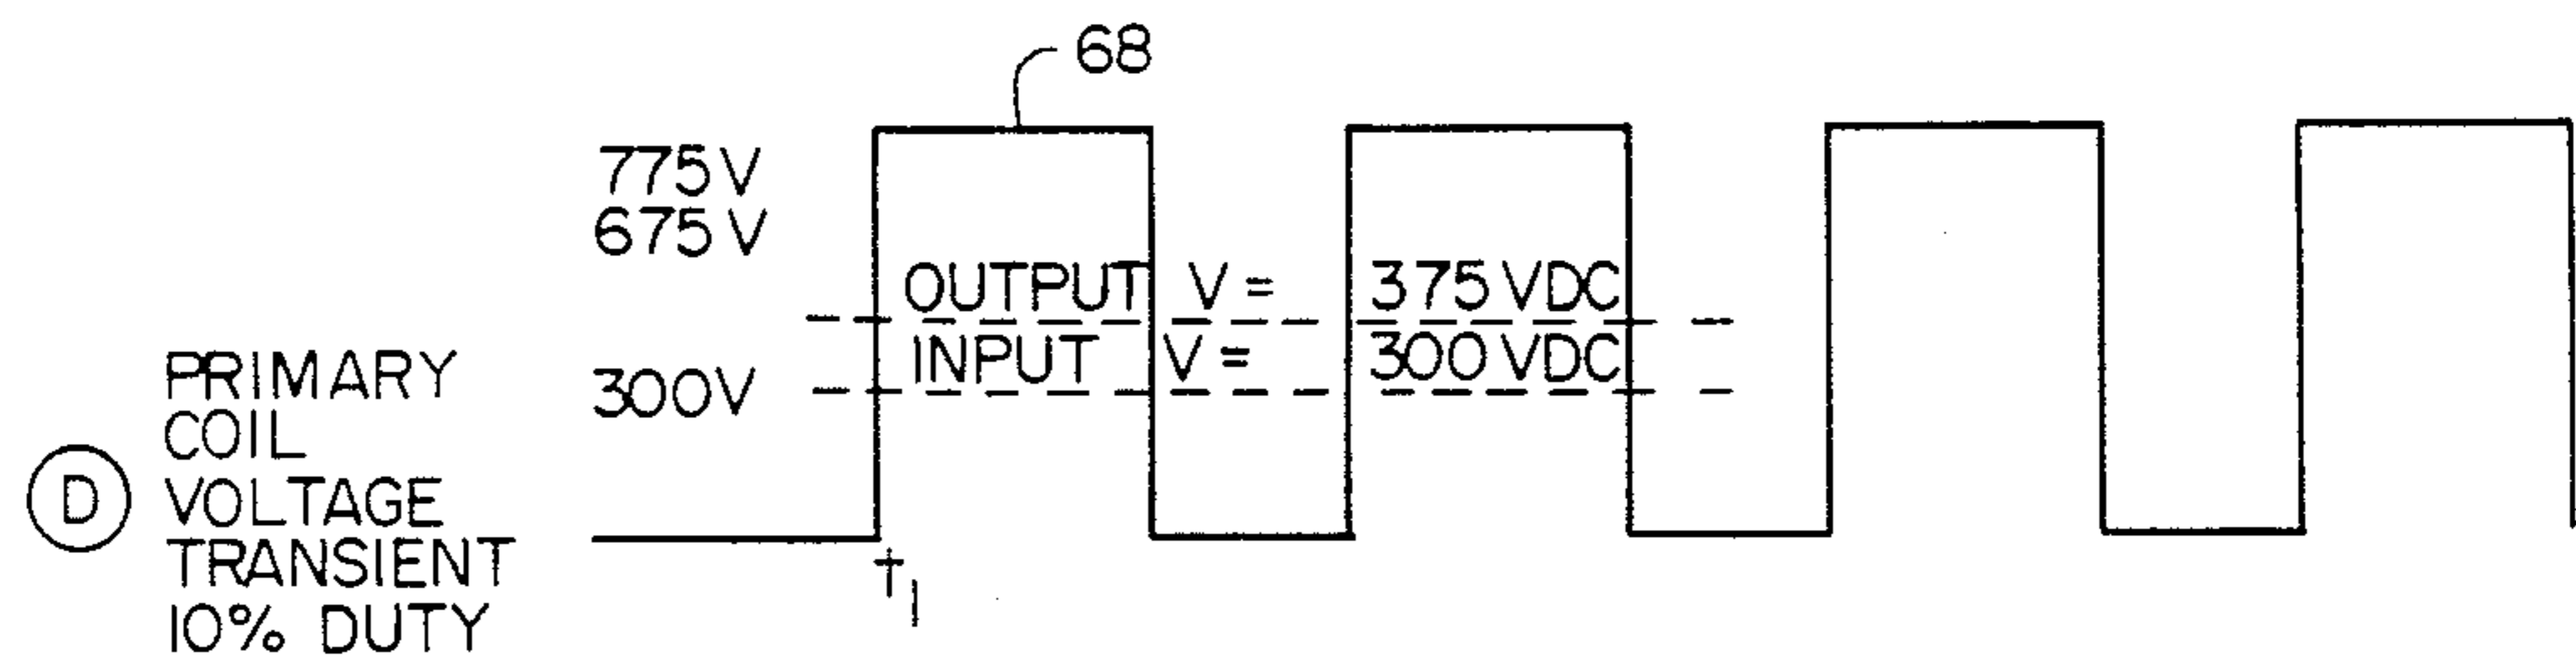 68
775V
675V
OUTPUT V = 375VDC
INPUT V = 300VDC
300V
D
PRIMARY
COIL
VOLTAGE
TRANSIENT
10% DUTY
t1